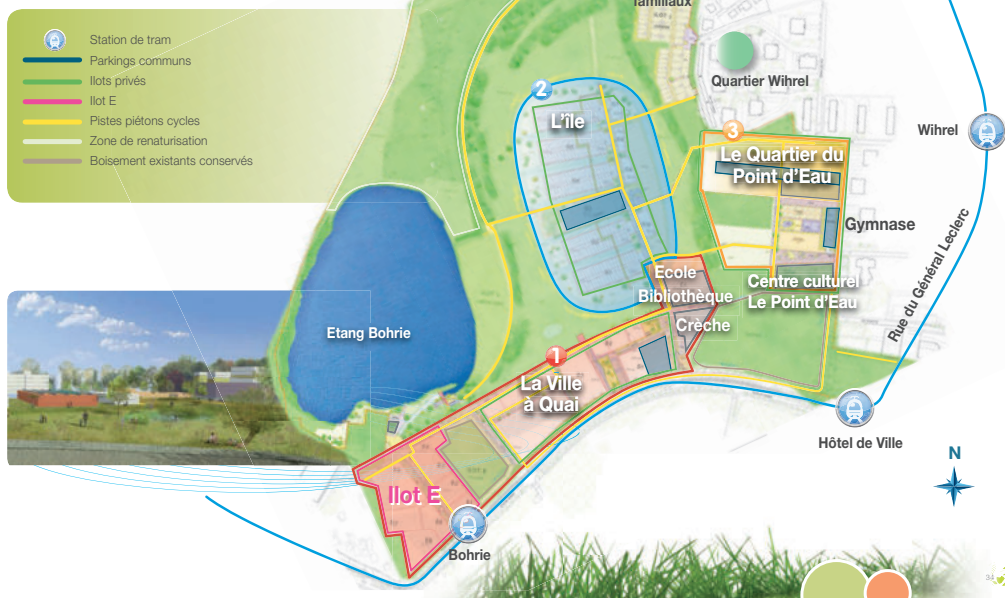 Station de tram
Parkings communs
Ilots privés
Ilot E
Pistes piétons cycles
Zone de renaturisation
Boisement existants conservés
familiaux
Quartier Wihrel
2
L'île
3
Le Quartier du
Point d'Eau
Wihrel
Gymnase
Ecole
Bibliothèque
Crèche
Centre culturel
Le Point d'Eau
Rue du Général Leclerc
Etang Bohrie
1
La Ville
à Quai
Hôtel de Ville
N
Ilot E
Bohrie
34